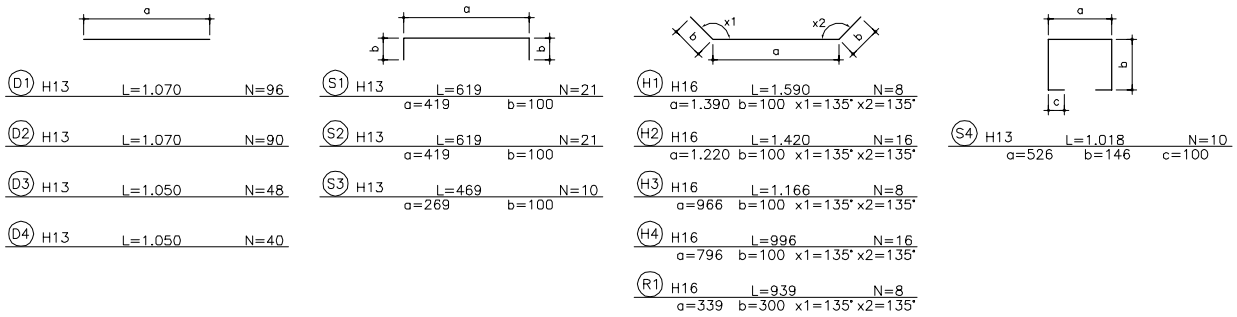 a
D1 H13 L=1.070 N=96
D2 H13 L=1.070 N=90
D3 H13 L=1.050 N=48
D4 H13 L=1.050 N=40
a
b b
S1 H13 L=619 N=21
a=419 b=100
S2 H13 L=619 N=21
a=419 b=100
S3 H13 L=469 N=10
a=269 b=100
x1 x2
b a b
H1 H16 L=1.590 N=8
a=1.390 b=100 x1=135° x2=135°
H2 H16 L=1.420 N=16
a=1.220 b=100 x1=135° x2=135°
H3 H16 L=1.166 N=8
a=966 b=100 x1=135° x2=135°
H4 H16 L=996 N=16
a=796 b=100 x1=135° x2=135°
R1 H16 L=939 N=8
a=339 b=300 x1=135° x2=135°
a
b
c
S4 H13 L=1.018 N=10
a=526 b=146 c=100